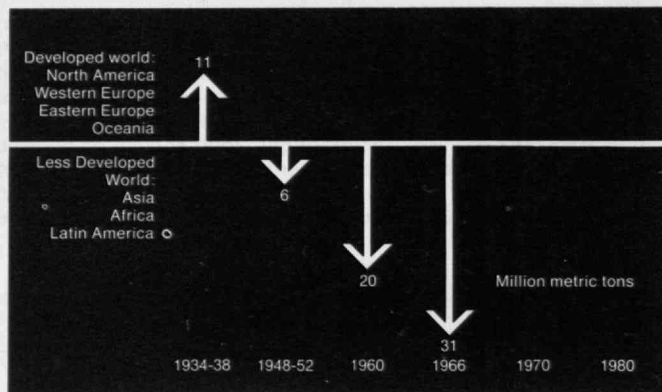 Developed world:
North America
Western Europe
Eastern Europe
Oceania
11
Less Developed
World:
Asia
Africa
Latin America
6
20
31
Million metric tons
1934-38 1948-52 1960 1966 1970 1980